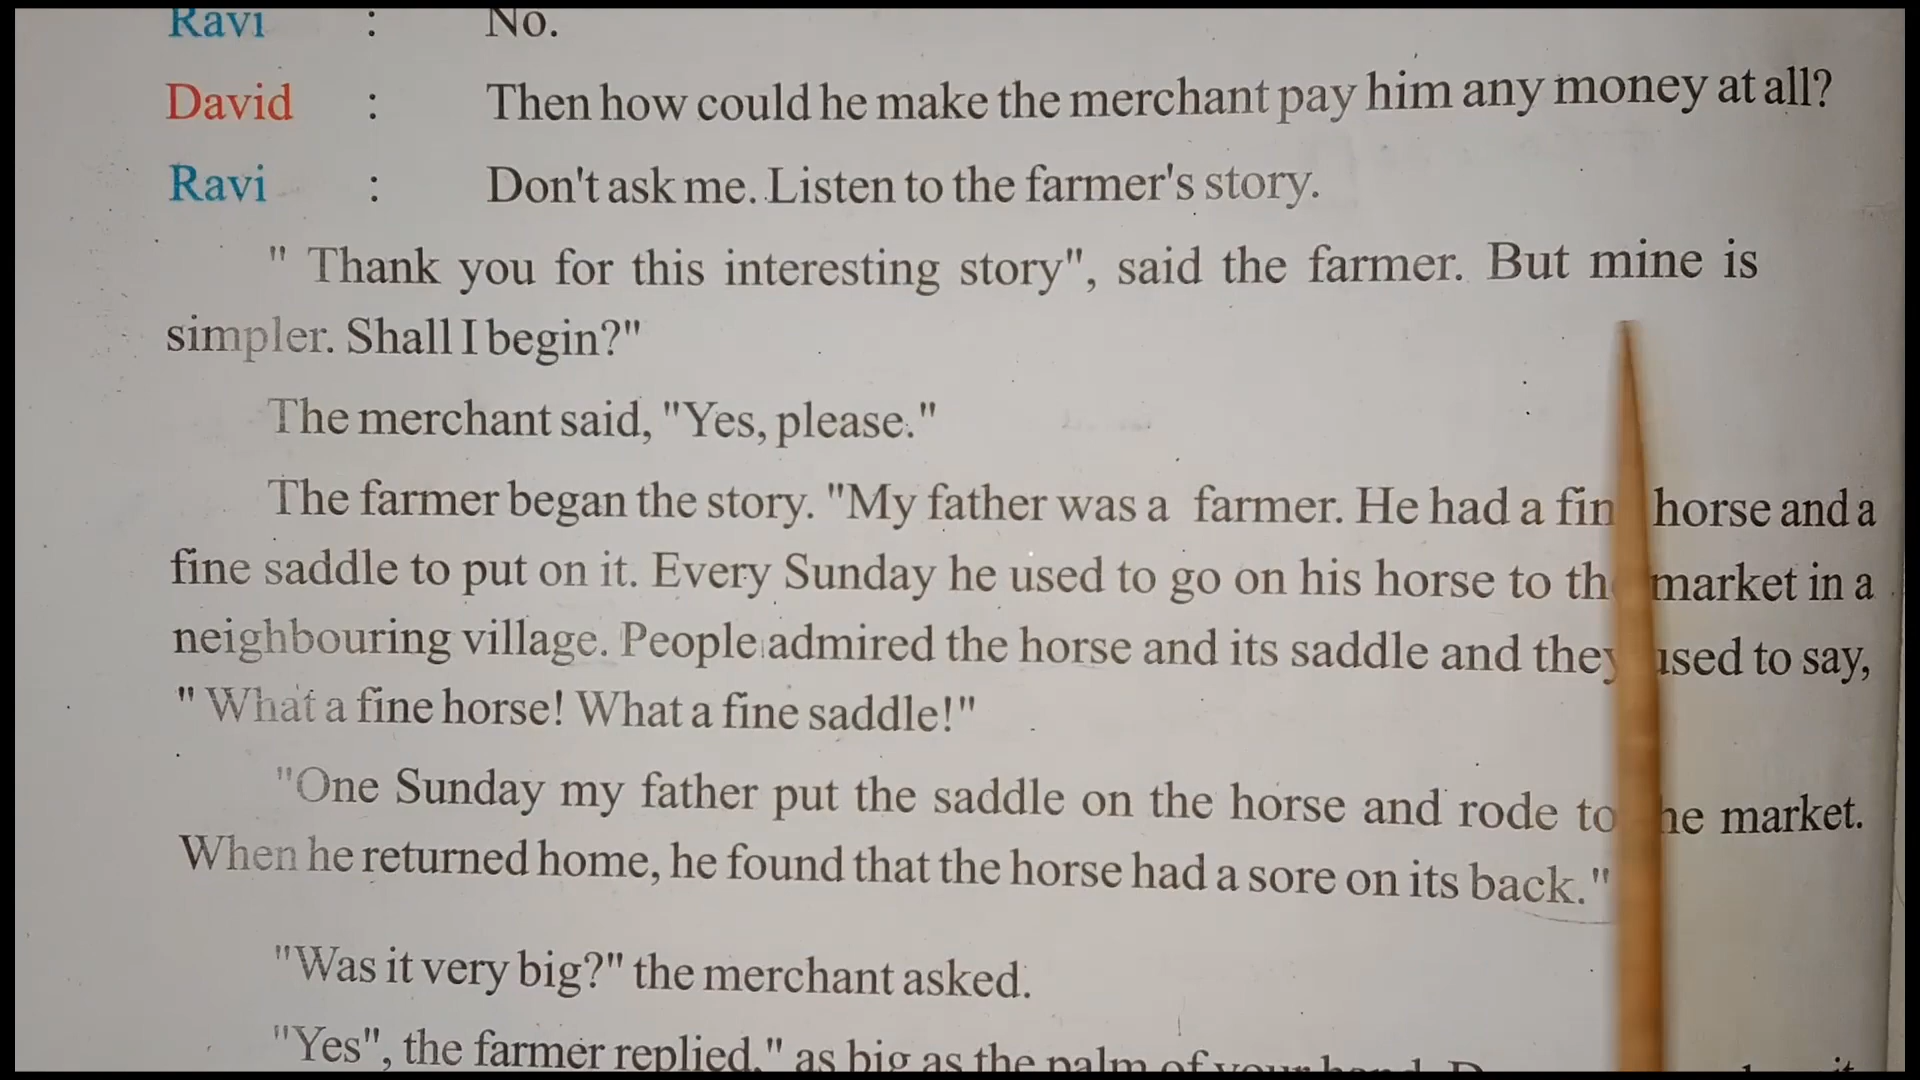 Ravi : No.
David : Then how could he make the merchant pay him any money at all?
Ravi : Don't ask me. Listen to the farmer's story.
" Thank you for this interesting story", said the farmer. But mine is
simpler. Shall I begin?"
The merchant said, "Yes, please."
The farmer began the story. "My father was a farmer. He had a fin horse and a
fine saddle to put on it. Every Sunday he used to go on his horse to th market in a
neighbouring village. People admired the horse and its saddle and they used to say,
" What a fine horse! What a fine saddle!"
"One Sunday my father put the saddle on the horse and rode to he market.
When he returned home, he found that the horse had a sore on its back."
"Was it very big?" the merchant asked.
"Yes", the farmer replied," as big as the palm of your hand.